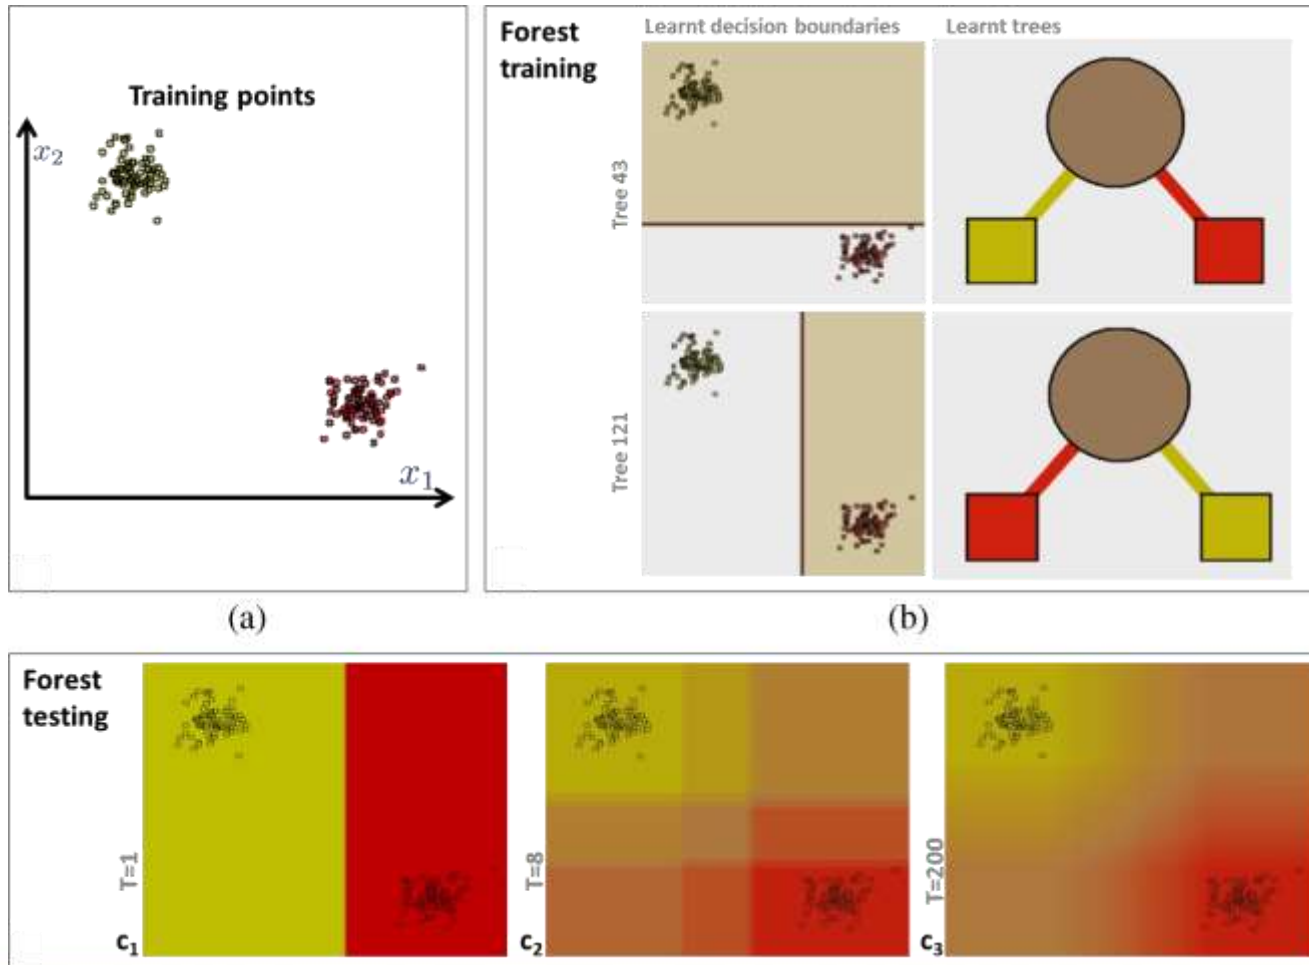 Training points
x2
x1
(a)
Forest
training
Learnt decision boundaries
Learnt trees
Tree 43
Tree 121
(b)
Forest
testing
T=1
c1
T=8
c2
T=200
c3